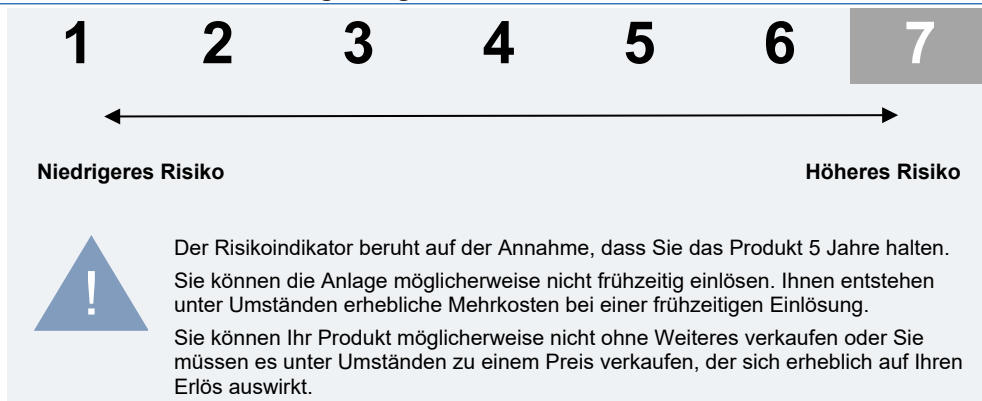 1 2 3 4 5 6 7
Niedrigeres Risiko Höheres Risiko
!
Der Risikoindikator beruht auf der Annahme, dass Sie das Produkt 5 Jahre halten.
Sie können die Anlage möglicherweise nicht frühzeitig einlösen. Ihnen entstehen
unter Umständen erhebliche Mehrkosten bei einer frühzeitigen Einlösung.
Sie können Ihr Produkt möglicherweise nicht ohne Weiteres verkaufen oder Sie
müssen es unter Umständen zu einem Preis verkaufen, der sich erheblich auf Ihren
Erlös auswirkt.